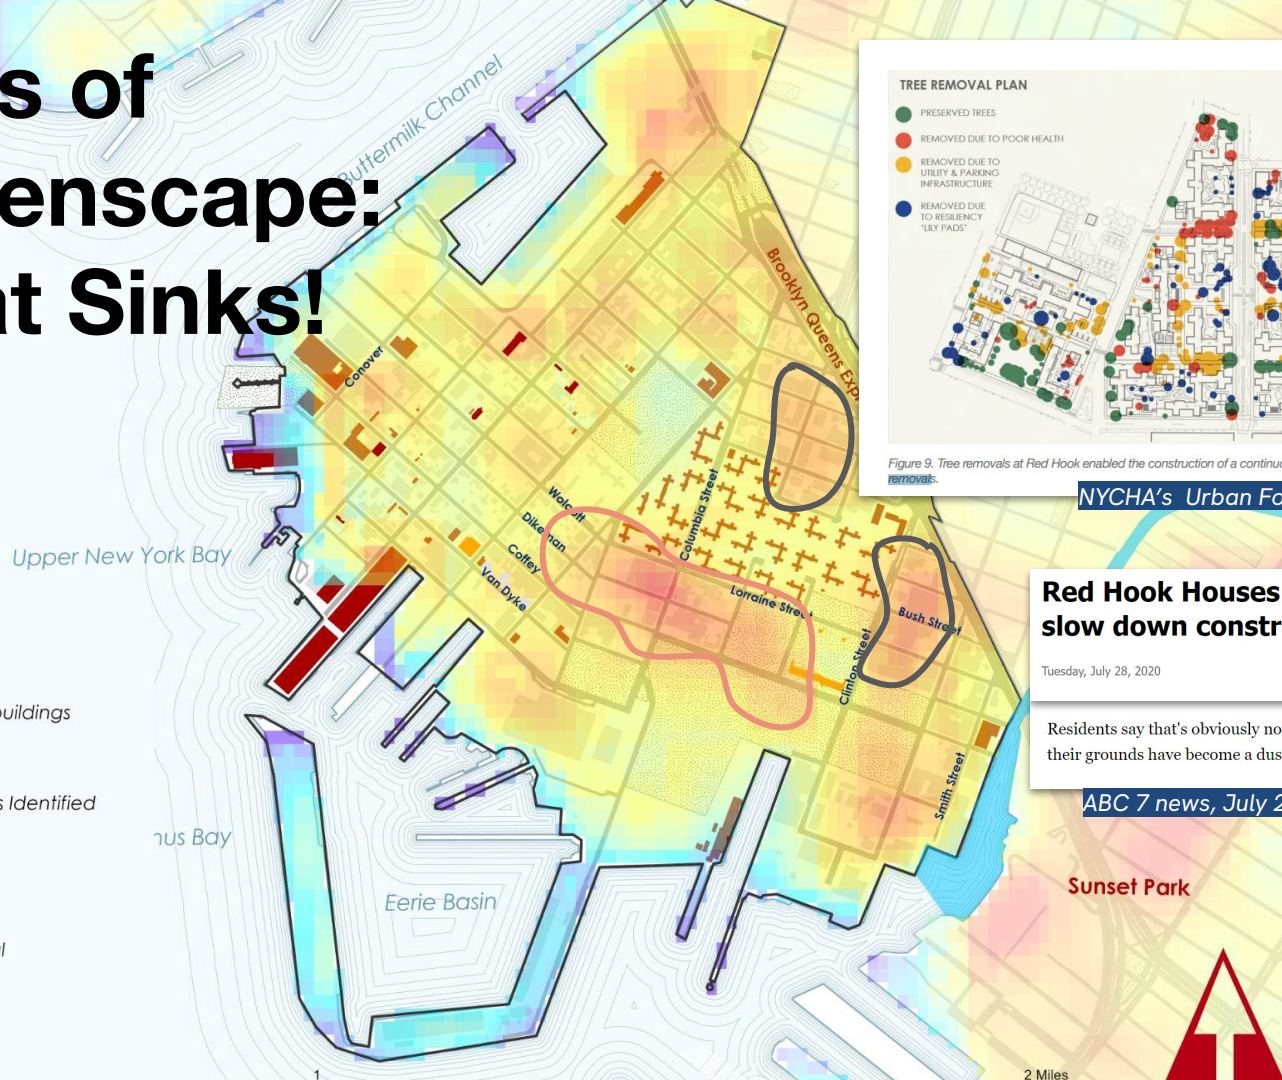 s of
enscape:
at Sinks!
Buttermilk Channel
Brooklyn Queens Exp
Conover
TREE REMOVAL PLAN
PRESERVED TREES
REMOVED DUE TO POOR HEALTH
REMOVED DUE TO
UTILITY & PARKING
INFRASTRUCTURE
REMOVED DUE
TO RESILIENCY
'LILY PADS'
Figure 9. Tree removals at Red Hook enabled the construction of a continu
removals.
NYCHA's Urban Fo
Upper New York Bay
Wolcott
Dikeman
Coffey
Van Dyke
Columbia Street
Lorraine Street
Bush Street
Clinton Street
Smith Street
Red Hook Houses
slow down constr
Tuesday, July 28, 2020
Residents say that's obviously no
their grounds have become a dus
ABC 7 news, July 2
uildings
s Identified
nus Bay
Eerie Basin
Sunset Park
l
1
2 Miles